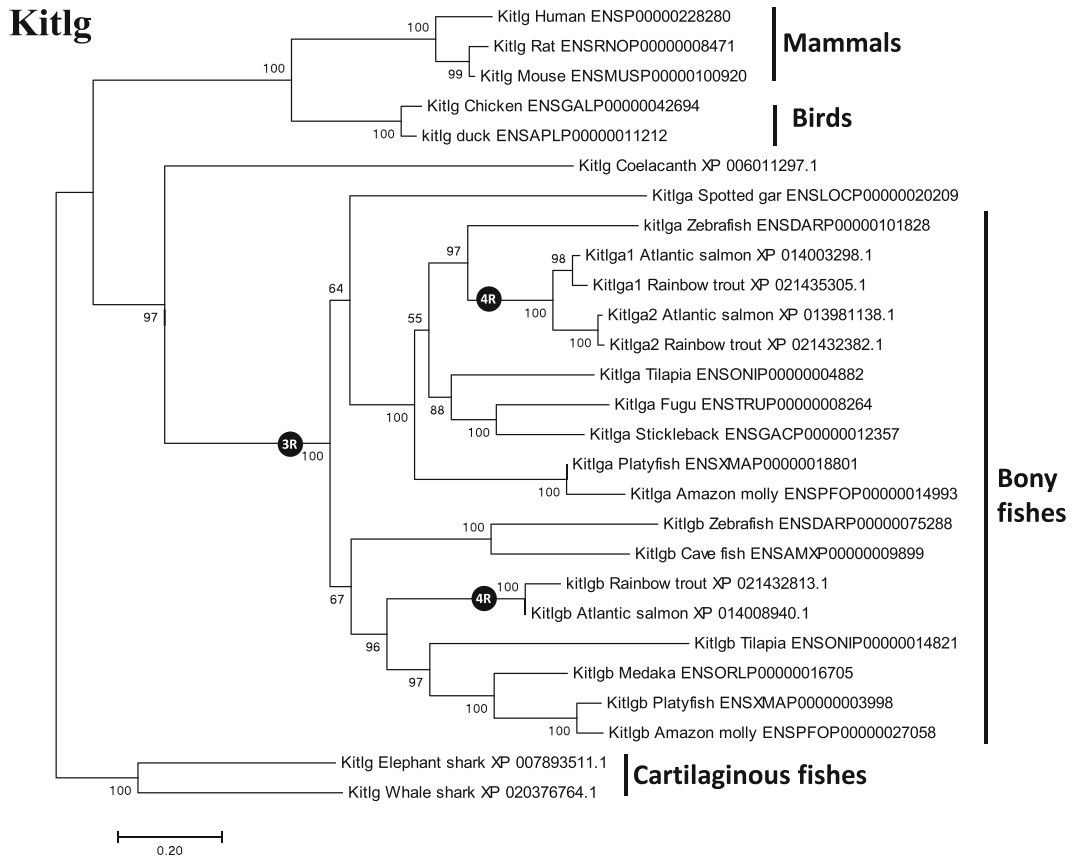 Kitlg
Kitlg Human ENSP00000228280
100
Kitlg Rat ENSRNOP00000008471
Mammals
99
Kitlg Mouse ENSMUSP00000100920
100
Kitlg Chicken ENSGALP00000042694
Birds
100
kitlg duck ENSAPLP00000011212
Kitlg Coelacanth XP 006011297.1
Kitlga Spotted gar ENSLOCP00000020209
kitlga Zebrafish ENSDARP00000101828
97
98
Kitlga1 Atlantic salmon XP 014003298.1
Kitlga1 Rainbow trout XP 021435305.1
64
4R
100
Kitlga2 Atlantic salmon XP 013981138.1
97
55
100
Kitlga2 Rainbow trout XP 021432382.1
Kitlga Tilapia ENSONIP00000004882
88
Kitlga Fugu ENSTRUP00000008264
100
100
Kitlga Stickleback ENSGACP00000012357
3R
100
Kitlga Platyfish ENSXMAP00000018801
Bony
fishes
100
Kitlga Amazon molly ENSPFOP00000014993
100
Kitlgb Zebrafish ENSDARP00000075288
Kitlgb Cave fish ENSAMXP00000009899
100
kitlgb Rainbow trout XP 021432813.1
67
4R
Kitlgb Atlantic salmon XP 014008940.1
96
Kitlgb Tilapia ENSONIP00000014821
97
Kitlgb Medaka ENSORLP00000016705
100
Kitlgb Platyfish ENSXMAP00000003998
100
Kitlgb Amazon molly ENSPFOP00000027058
Kitlg Elephant shark XP 007893511.1
Cartilaginous fishes
100
Kitlg Whale shark XP 020376764.1
0.20